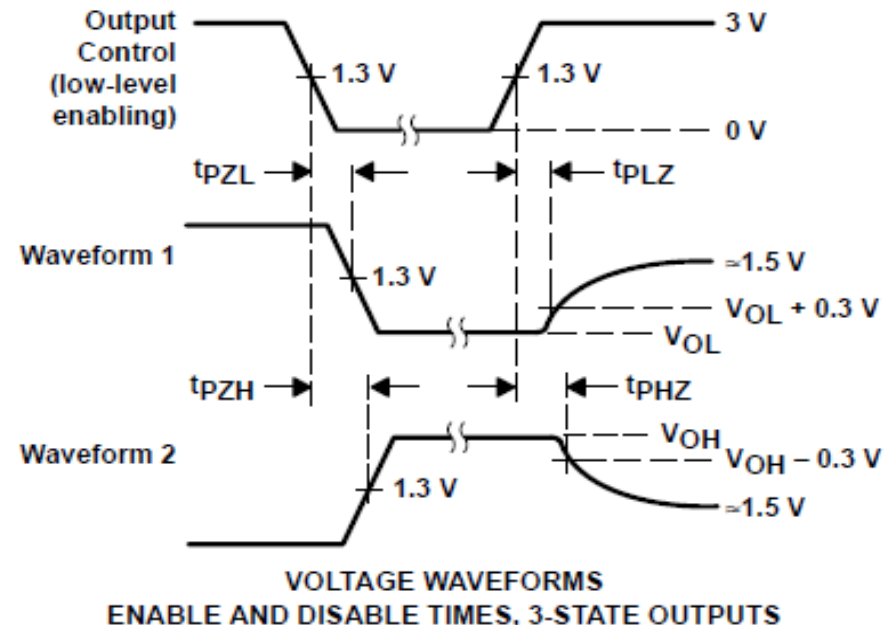 Output
Control
(low-level
enabling)
3 V
1.3 V
1.3 V
0 V
tPZL
tPLZ
Waveform 1
1.3 V
≃1.5 V
VOL + 0.3 V
VOL
tPZH
tPHZ
Waveform 2
VOH
VOH – 0.3 V
1.3 V
≃1.5 V
VOLTAGE WAVEFORMS
ENABLE AND DISABLE TIMES, 3-STATE OUTPUTS